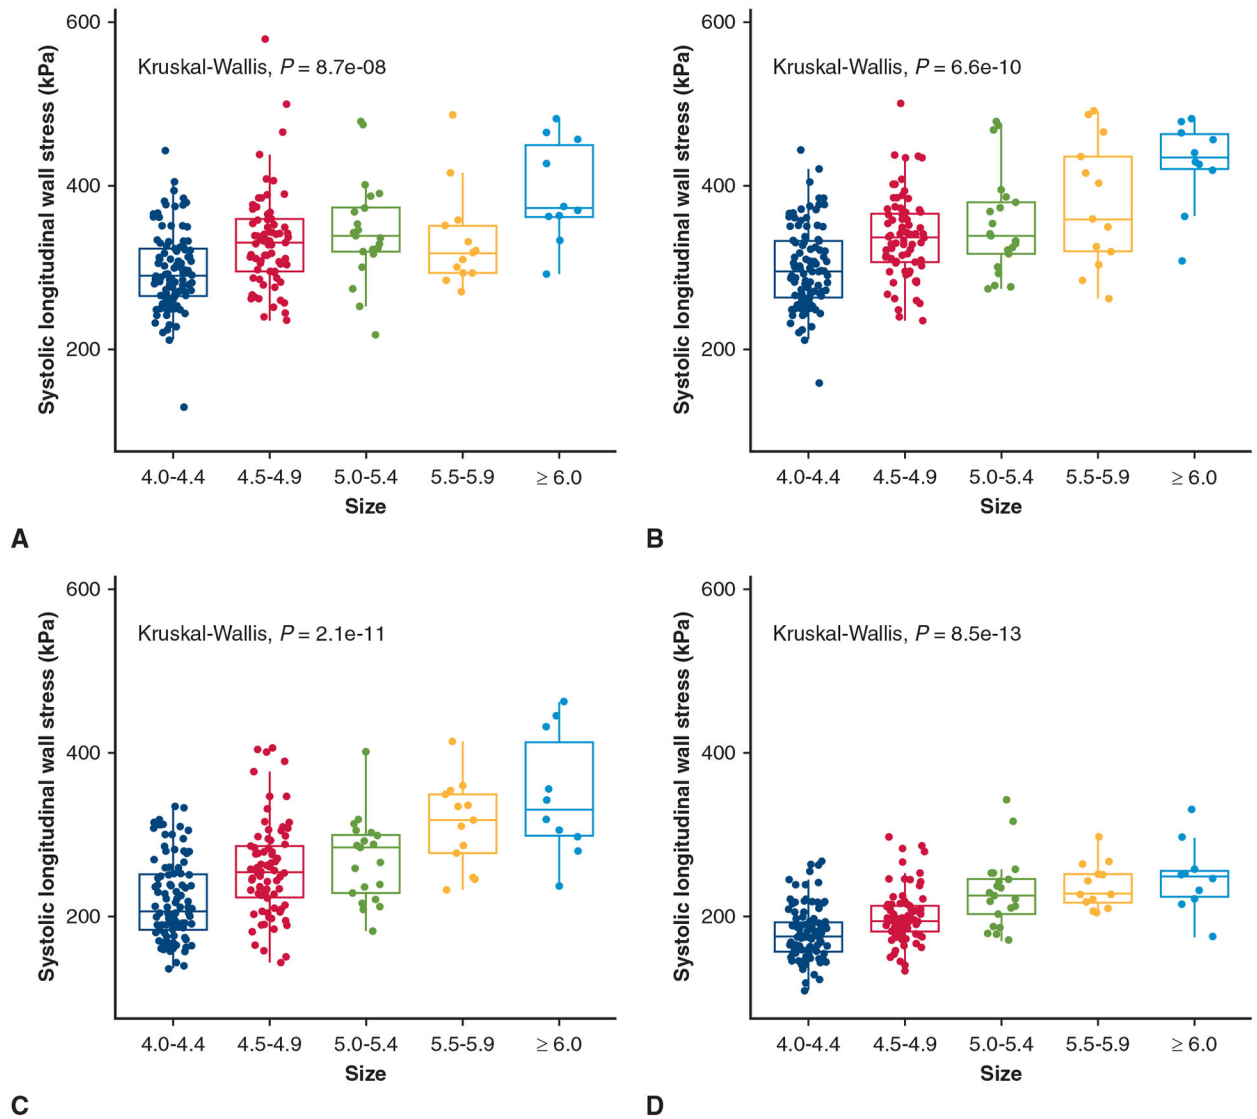 600
400
200
Systolic longitudinal wall stress (kPa)
Kruskal-Wallis, P = 8.7e-08
4.0-4.4 4.5-4.9 5.0-5.4 5.5-5.9 ≥ 6.0
Size
A
600
400
200
Systolic longitudinal wall stress (kPa)
Kruskal-Wallis, P = 6.6e-10
4.0-4.4 4.5-4.9 5.0-5.4 5.5-5.9 ≥ 6.0
Size
B
600
400
200
Systolic longitudinal wall stress (kPa)
Kruskal-Wallis, P = 2.1e-11
4.0-4.4 4.5-4.9 5.0-5.4 5.5-5.9 ≥ 6.0
Size
C
600
400
200
Systolic longitudinal wall stress (kPa)
Kruskal-Wallis, P = 8.5e-13
4.0-4.4 4.5-4.9 5.0-5.4 5.5-5.9 ≥ 6.0
Size
D